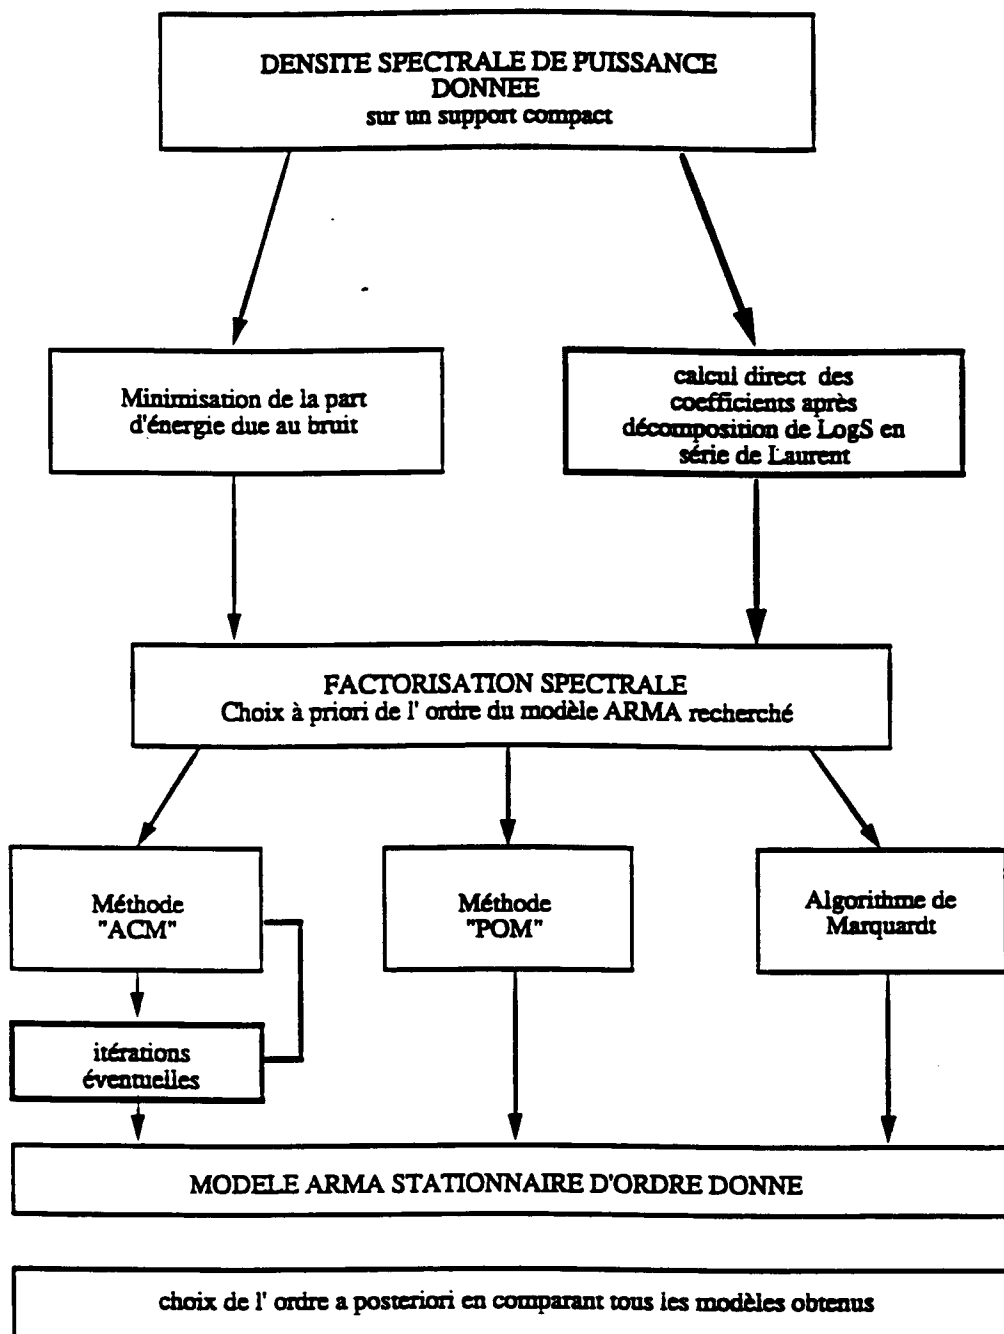 DENSITE SPECTRALE DE PUISSANCE
DONNEE
sur un support compact
Minimisation de la part
d'énergie due au bruit
calcul direct des
coefficients après
décomposition de LogS en
série de Laurent
FACTORISATION SPECTRALE
Choix à priori de l' ordre du modèle ARMA recherché
Méthode
"ACM"
Méthode
"POM"
Algorithme de
Marquardt
itérations
éventuelles
MODELE ARMA STATIONNAIRE D'ORDRE DONNE
choix de l' ordre a posteriori en comparant tous les modèles obtenus